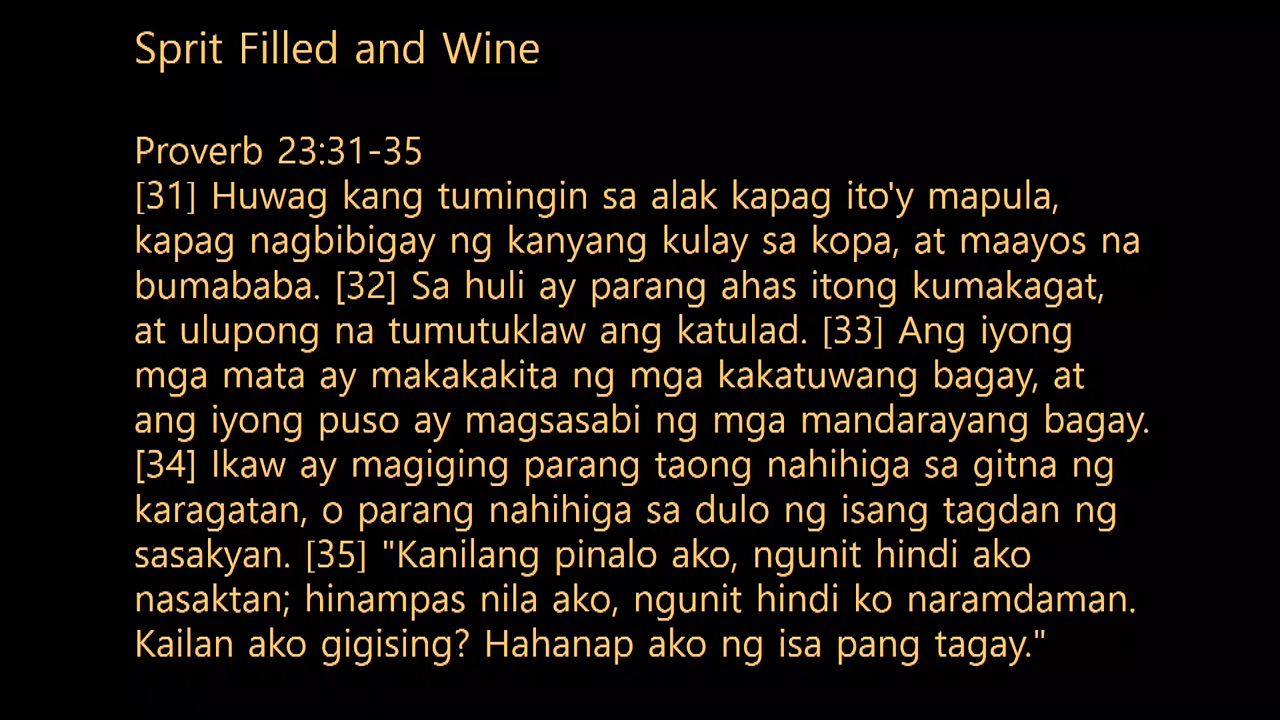 Sprit Filled and Wine
Proverb 23:31-35
[31] Huwag kang tumingin sa alak kapag ito'y mapula,
kapag nagbibigay ng kanyang kulay sa kopa, at maayos na
bumababa. [32] Sa huli ay parang ahas itong kumakagat,
at ulupong na tumutuklaw ang katulad. [33] Ang iyong
mga mata ay makakakita ng mga kakatuwang bagay, at
ang iyong puso ay magsasabi ng mga mandarayang bagay.
[34] Ikaw ay magiging parang taong nahihiga sa gitna ng
karagatan, o parang nahihiga sa dulo ng isang tagdan ng
sasakyan. [35] "Kanilang pinalo ako, ngunit hindi ako
nasaktan; hinampas nila ako, ngunit hindi ko naramdaman.
Kailan ako gigising? Hahanap ako ng isa pang tagay."